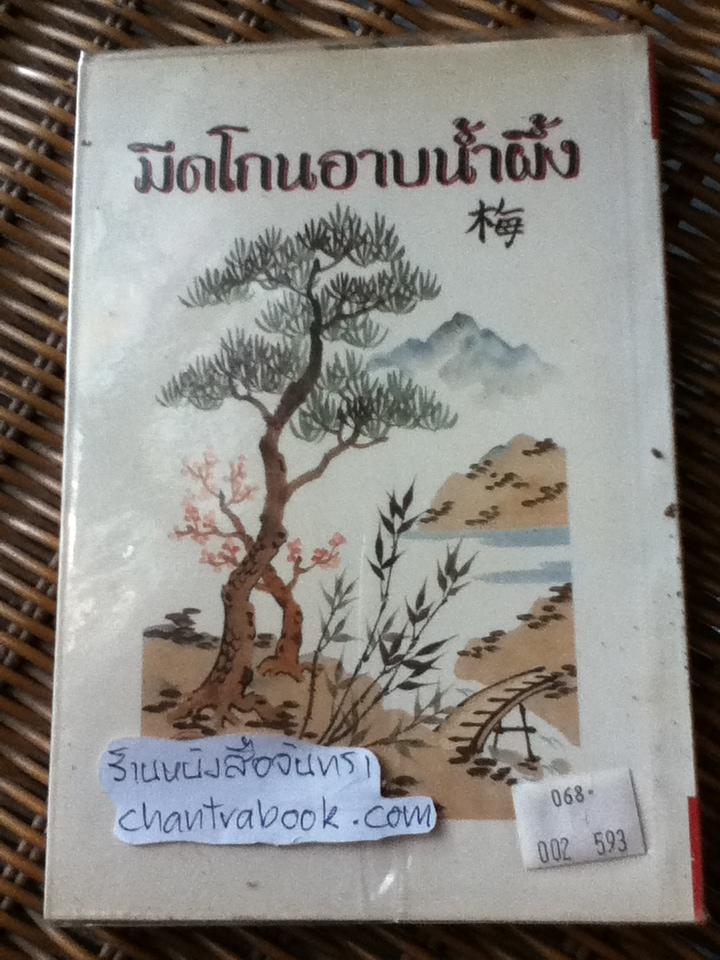 มีดโกนอาบน้ำผึ้ง
梅
ร้านหนังสือจันทรา
chantrabook.com
068.
002 593